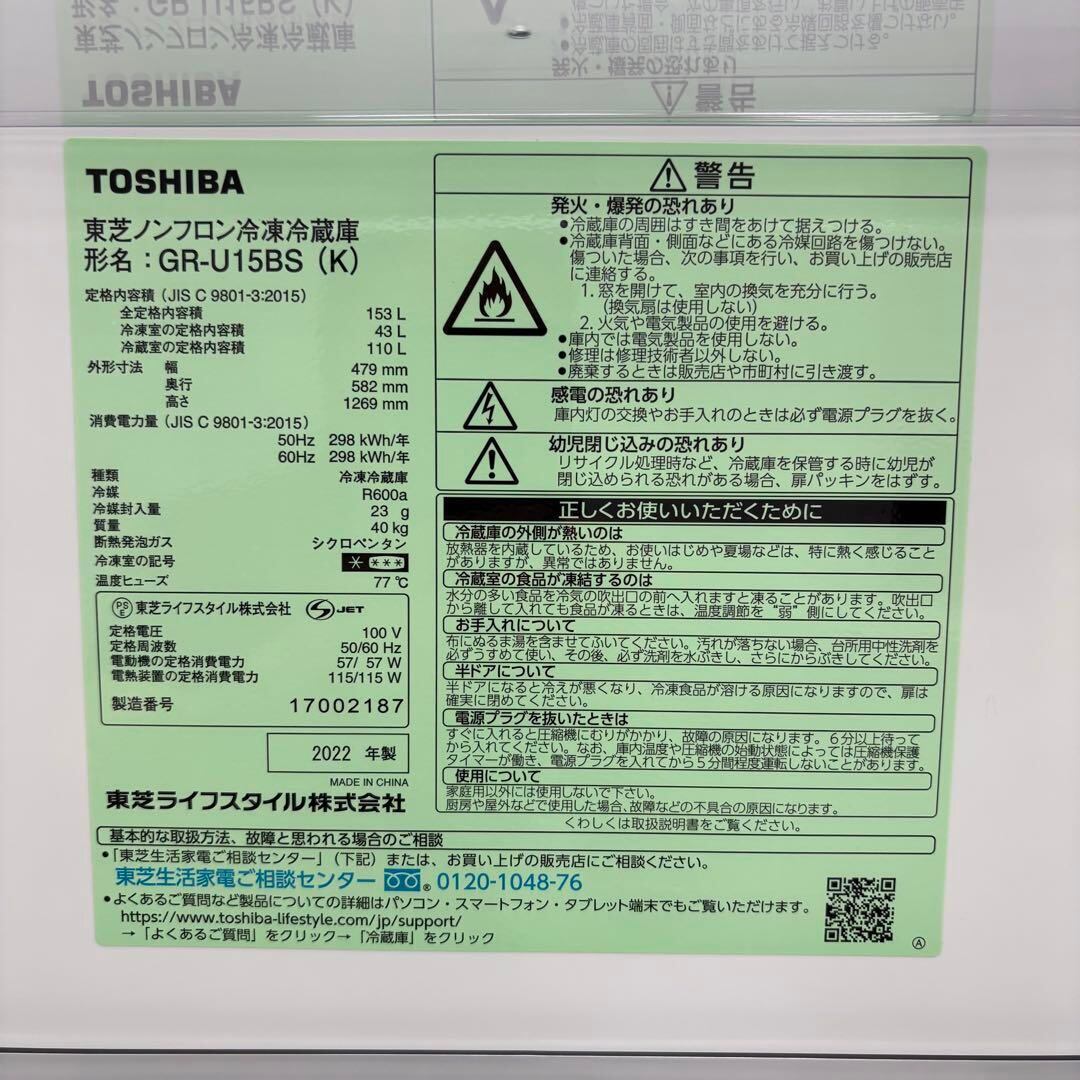 TOSHIBA
東芝ノンフロン冷凍冷蔵庫
形名：GR-U15BS（K）
定格内容積（JIS C 9801-3:2015）
全定格内容積 153 L
冷凍室の定格内容積 43 L
冷蔵室の定格内容積 110 L
外形寸法 幅 479 mm
奥行 582 mm
高さ 1269 mm
消費電力量（JIS C 9801-3:2015）
50Hz 298 kWh/年
60Hz 298 kWh/年
種類 冷凍冷蔵庫
冷媒 R600a
冷媒封入量 23 g
質量 40 kg
断熱発泡ガス シクロペンタン
冷凍室の記号
温度ヒューズ 77 ℃
PSE 東芝ライフスタイル株式会社 JET
定格電圧 100 V
定格周波数 50/60 Hz
電動機の定格消費電力 57/ 57 W
電熱装置の定格消費電力 115/115 W
製造番号 17002187
2022 年製
MADE IN CHINA
東芝ライフスタイル株式会社
警告
発火・爆発の恐れあり
●冷蔵庫の周囲はすき間をあけて据えつける。
●冷蔵庫背面・側面などにある冷媒回路を傷つけない。
傷ついた場合、次の事項を行い、お買い上げの販売店
に連絡する。
1. 窓を開けて、室内の換気を充分に行う。
（換気扇は使用しない）
2. 火気や電気製品の使用を避ける。
●庫内では電気製品を使用しない。
●修理は修理技術者以外しない。
●廃棄するときは販売店や市町村に引き渡す。
感電の恐れあり
庫内灯の交換やお手入れのときは必ず電源プラグを抜く。
幼児閉じ込みの恐れあり
リサイクル処理時など、冷蔵庫を保管する時に幼児が
閉じ込められる恐れがある場合、扉パッキンをはずす。
正しくお使いいただくために
冷蔵庫の外側が熱いのは
放熱器を内蔵しているため、お使いはじめや夏場などは、特に熱く感じること
がありますが、異常ではありません。
冷蔵室の食品が凍結するのは
水分の多い食品を冷気の吹出口の前へ入れますと凍ることがあります。吹出口
から離して入れても食品が凍るときは、温度調節を“弱”側にしてください。
お手入れについて
布にぬるま湯を含ませてふいてください。汚れが落ちない場合、台所用中性洗剤を
必ずうすめて使い、その後、必ず洗剤を水ぶきし、さらにからぶきしてください。
半ドアについて
半ドアになると冷えが悪くなり、冷凍食品が溶ける原因になりますので、扉は
確実に閉めてください。
電源プラグを抜いたときは
すぐに入れると圧縮機にむりがかかり、故障の原因になります。6分以上待って
から入れてください。なお、庫内温度や圧縮機の始動状態によっては圧縮機保護
タイマーが働き、電源プラグを入れてから5分間程度運転しないことがあります。
使用について
家庭用以外には使用しないで下さい。
厨房や屋外などで使用した場合、故障などの不具合の原因になります。
くわしくは取扱説明書をご覧ください。
基本的な取扱方法、故障と思われる場合のご相談
●「東芝生活家電ご相談センター」（下記）または、お買い上げの販売店にご相談ください。
東芝生活家電ご相談センター ® 0120-1048-76
●よくあるご質問など製品についての詳細はパソコン・スマートフォン・タブレット端末でもご覧いただけます。
https://www.toshiba-lifestyle.com/jp/support/
→「よくあるご質問」をクリック→「冷蔵庫」をクリック
Ⓐ